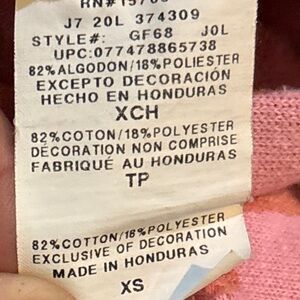 J7 20L 374309
STYLE#: GF68 J0L
UPC:077478865738
82%ALGODON/18%POLIESTER
EXCEPTO DECORACIÓN
HECHO EN HONDURAS
XCH
82%COTON/18%POLYESTER
DÉCORATION NON COMPRISE
FABRIQUÉ AU HONDURAS
TP
82%COTTON/18%POLYESTER
EXCLUSIVE OF DECORATION
MADE IN HONDURAS
XS